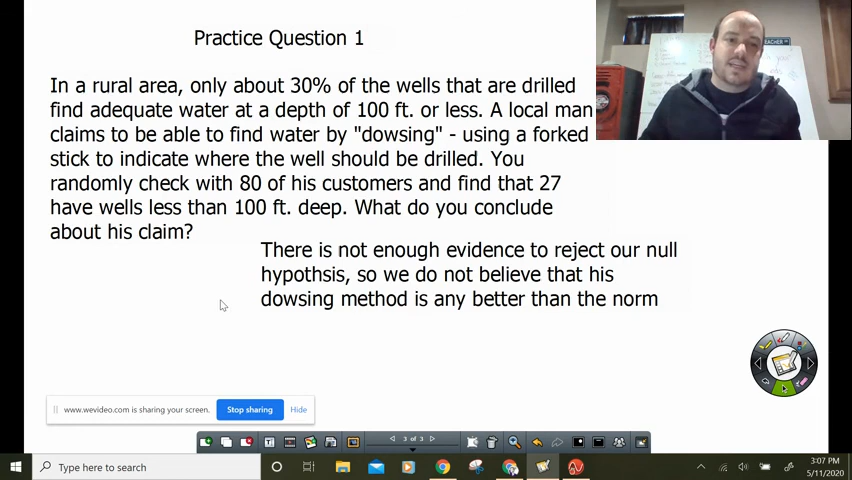 Practice Question 1
In a rural area, only about 30% of the wells that are drilled
find adequate water at a depth of 100 ft. or less. A local man
claims to be able to find water by "dowsing" - using a forked
stick to indicate where the well should be drilled. You
randomly check with 80 of his customers and find that 27
have wells less than 100 ft. deep. What do you conclude
about his claim?
There is not enough evidence to reject our null
hypothsis, so we do not believe that his
dowsing method is any better than the norm
www.wevideo.com is sharing your screen.
Stop sharing
Hide
3 of 3
Type here to search
3:07 PM
5/11/2020